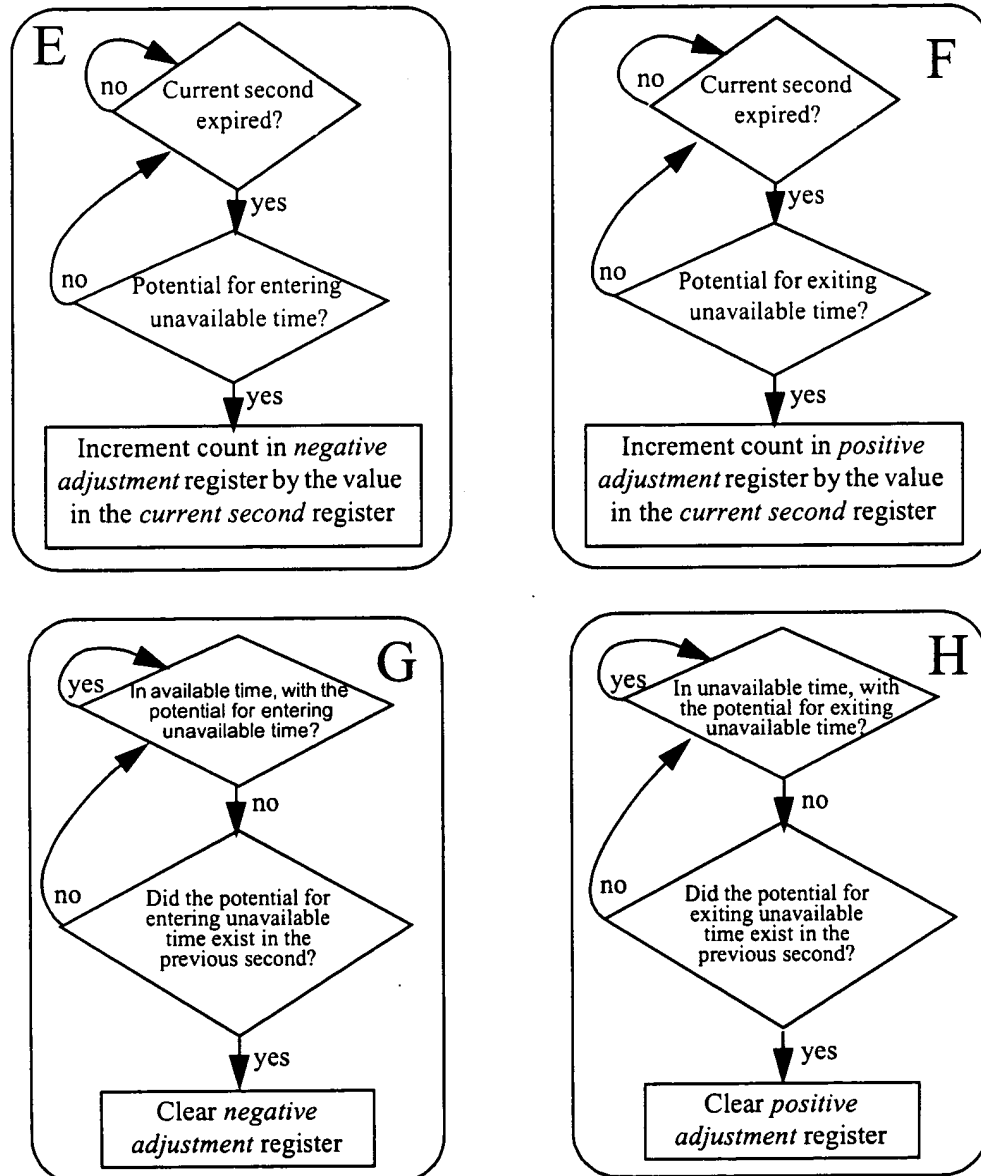 E
no
Current second
expired?
yes
no
Potential for entering
unavailable time?
yes
Increment count in negative
adjustment register by the value
in the current second register
F
no
Current second
expired?
yes
no
Potential for exiting
unavailable time?
yes
Increment count in positive
adjustment register by the value
in the current second register
G
yes
In available time, with the
potential for entering
unavailable time?
no
no
Did the potential for
entering unavailable
time exist in the
previous second?
yes
Clear negative
adjustment register
H
yes
In unavailable time, with
the potential for exiting
unavailable time?
no
no
Did the potential for
exiting unavailable
time exist in the
previous second?
yes
Clear positive
adjustment register